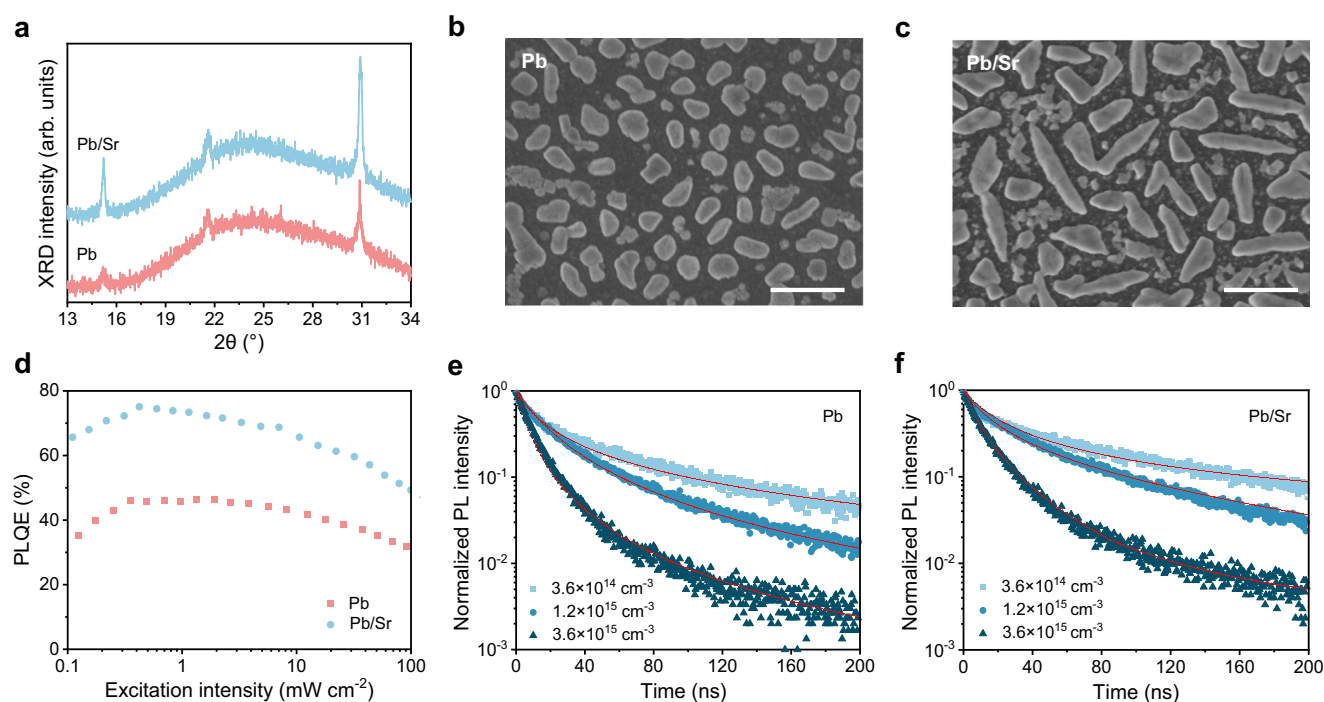 a
XRD intensity (arb. units)
Pb/Sr
Pb
13 16 19 22 25 28 31 34
2θ (°)
b
Pb
c
Pb/Sr
d
PLQE (%)
80
60
40
20
0
Pb
Pb/Sr
0.1 1 10 100
Excitation intensity (mW cm⁻²)
e
Normalized PL intensity
10⁰
10⁻¹
10⁻²
10⁻³
Pb
3.6×10¹⁴ cm⁻³
1.2×10¹⁵ cm⁻³
3.6×10¹⁵ cm⁻³
0 40 80 120 160 200
Time (ns)
f
Normalized PL intensity
10⁰
10⁻¹
10⁻²
10⁻³
Pb/Sr
3.6×10¹⁴ cm⁻³
1.2×10¹⁵ cm⁻³
3.6×10¹⁵ cm⁻³
0 40 80 120 160 200
Time (ns)